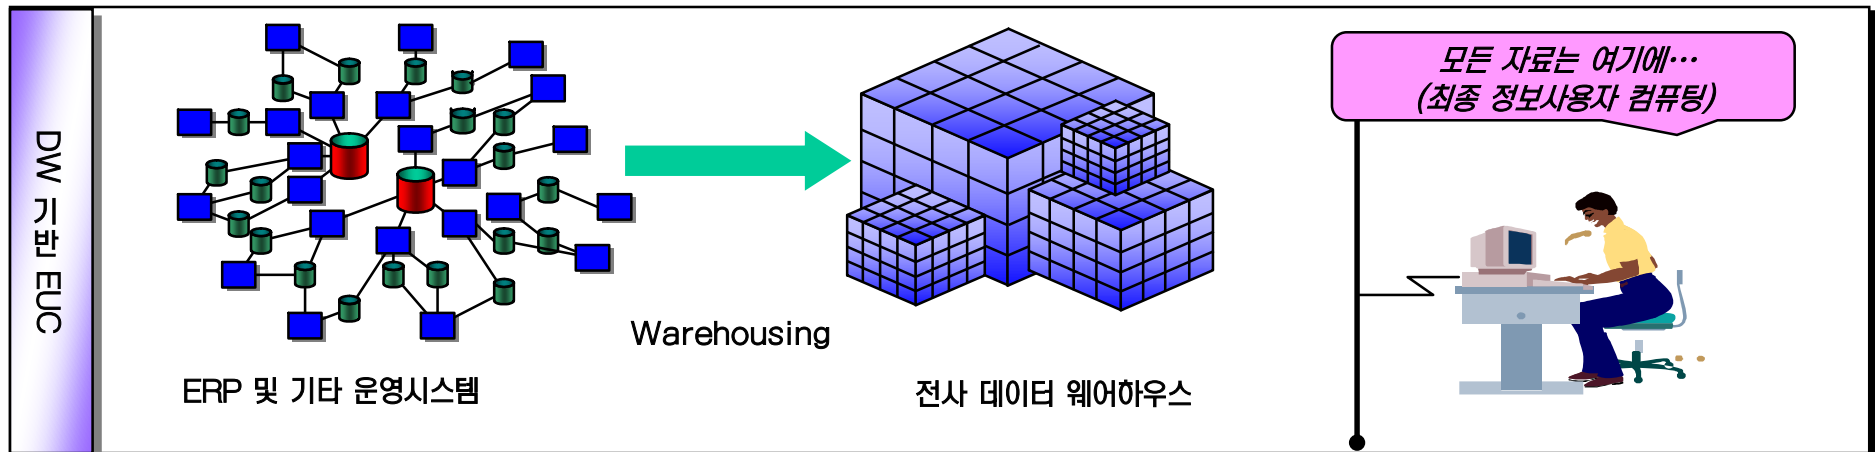 DW 기반 EUC
모든 자료는 여기에…
(최종 정보사용자 컴퓨팅)
Warehousing
ERP 및 기타 운영시스템
전사 데이터 웨어하우스